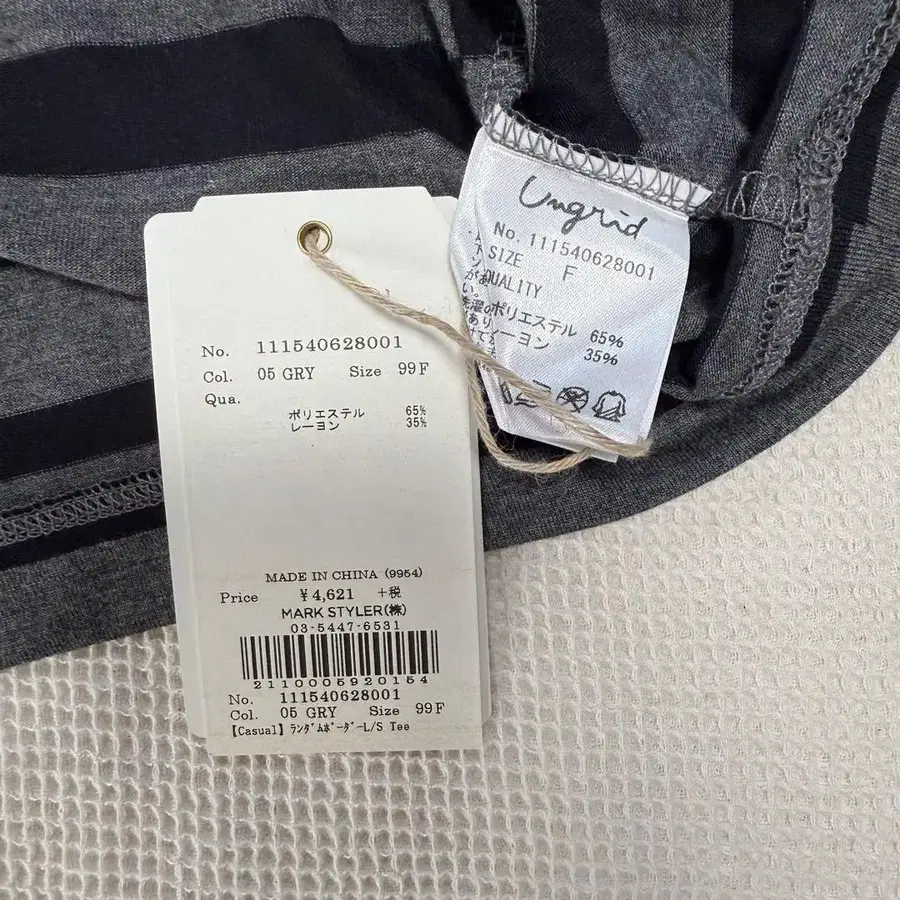 No. 111540628001
Col. 05 GRY Size 99F
Qua.
ポリエステル 65%
レーヨン 35%
MADE IN CHINA (9954)
Price ¥4,621 +税
MARK STYLER(株)
03-5447-6531
2110005920154
No. 111540628001
Col. 05 GRY Size 99F
【Casual】ランダムボーダーL/S Tee
Ungrid
No. 111540628001
SIZE F
QUALITY
ポリエステル 65%
レーヨン 35%